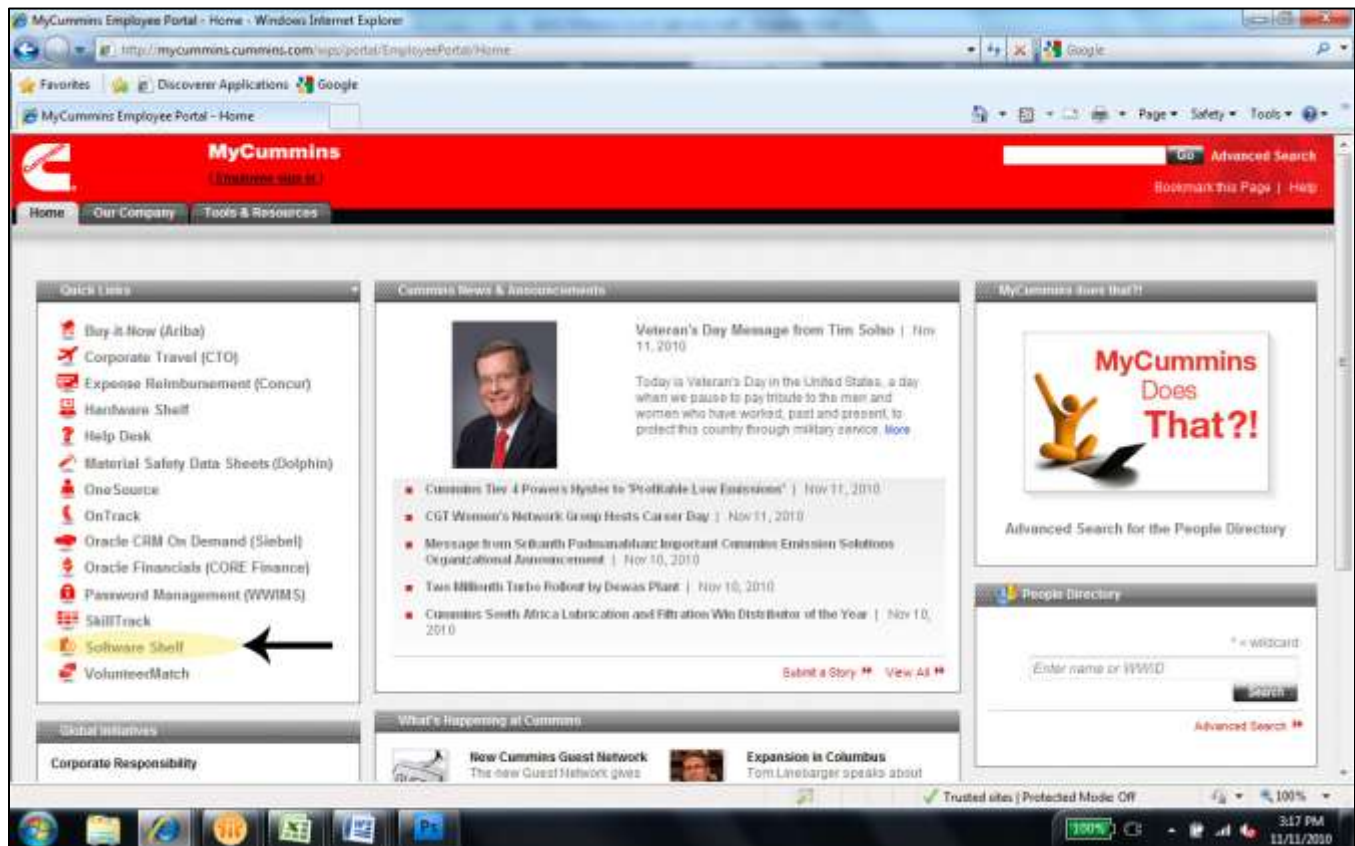 MyCummins Employee Portal - Home - Windows Internet Explorer
http://mycummins.cummins.com/wps/portal/EmployeePortal/Home
Google
Favorites Discoverer Applications Google
MyCummins Employee Portal - Home
Page Safety Tools
MyCummins
Go Advanced Search
Bookmark this Page | Help
Home Our Company Tools & Resources
Quick Links
Buy-it-Now (Ariba)
Corporate Travel (CTO)
Expense Reimbursement (Concur)
Hardware Shelf
Help Desk
Material Safety Data Sheets (Dolphin)
OneSource
OnTrack
Oracle CRM On Demand (Siebel)
Oracle Financials (CORE Finance)
Password Management (WWIMS)
SkillTrack
Software Shelf
VolunteerMatch
Global Initiatives
Corporate Responsibility
Cummins News & Announcements
Veteran's Day Message from Tim Solso | Nov
11, 2010
Today is Veteran's Day in the United States, a day
when we pause to pay tribute to the men and
women who have worked, past and present, to
protect this country through military service. More
Cummins Tier 4 Powers Hyster to 'Profitable Low Emissions' | Nov 11, 2010
CGT Women's Network Group Hosts Career Day | Nov 11, 2010
Message from Srikanth Padmanabhan: Important Cummins Emission Solutions
Organizational Announcement | Nov 10, 2010
Two Millionth Turbo Rollout by Dewas Plant | Nov 10, 2010
Cummins South Africa Lubrication and Filtration Win Distributor of the Year | Nov 10,
2010
Submit a Story View All
What's Happening at Cummins
New Cummins Guest Network
The new Guest Network gives
Expansion in Columbus
Tom Linebarger speaks about
MyCummins does that?!
MyCummins
Does
That?!
Advanced Search for the People Directory
People Directory
* = wildcard
Enter name or WWID
Search
Advanced Search
Trusted sites | Protected Mode: Off
100%
Ps
100%
3:17 PM
11/11/2010